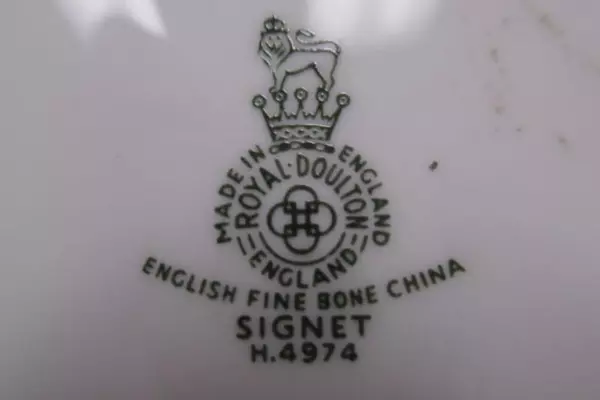 MADE IN ENGLAND
ROYAL·DOULTON
ENGLAND
ENGLISH FINE BONE CHINA
SIGNET
H.4974